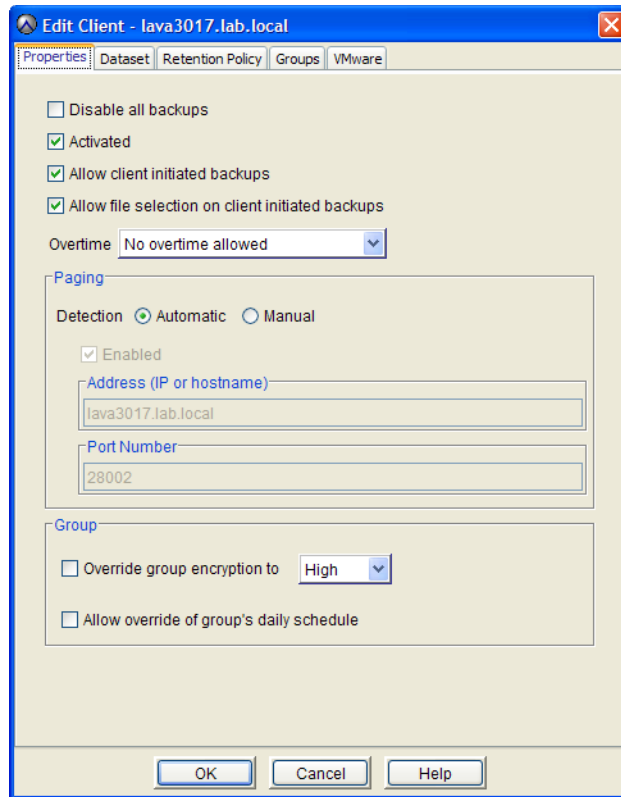 Edit Client - lava3017.lab.local
Properties Dataset Retention Policy Groups VMware
Disable all backups
Activated
Allow client initiated backups
Allow file selection on client initiated backups
Overtime No overtime allowed
Paging
Detection Automatic Manual
Enabled
Address (IP or hostname)
lava3017.lab.local
Port Number
28002
Group
Override group encryption to High
Allow override of group's daily schedule
OK Cancel Help